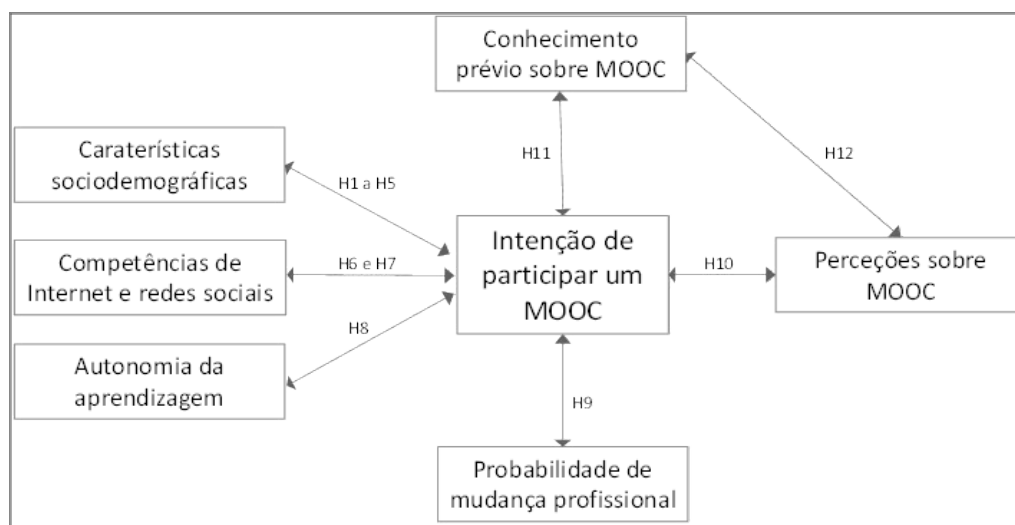 Conhecimento
prévio sobre MOOC
H11
H12
Caraterísticas
sociodemográficas
H1 a H5
Competências de
Internet e redes sociais
H6 e H7
Intenção de
participar um
MOOC
H10
Perceções sobre
MOOC
H8
Autonomia da
aprendizagem
H9
Probabilidade de
mudança profissional